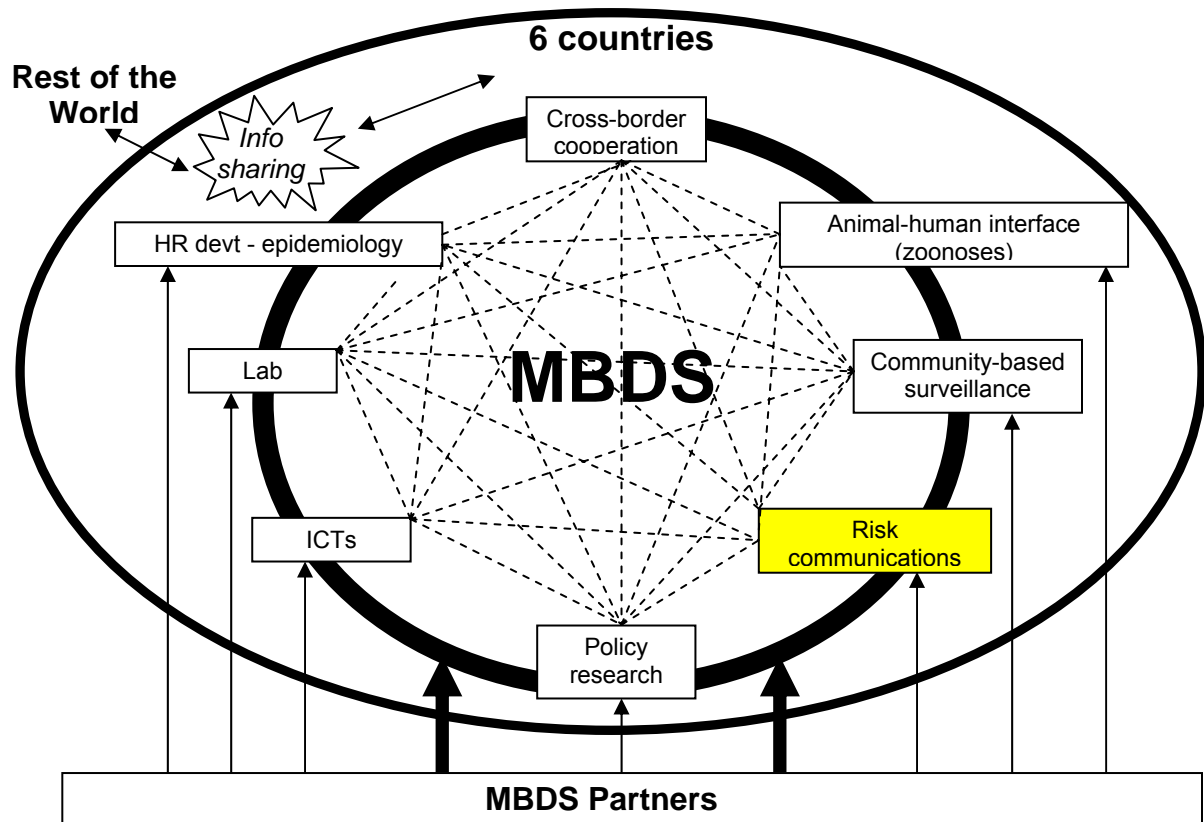 6 countries
Rest of the
World
Info
sharing
Cross-border
cooperation
HR devt - epidemiology
Animal-human interface
(zoonoses)
Lab
MBDS
Community-based
surveillance
ICTs
Risk
communications
Policy
research
MBDS Partners